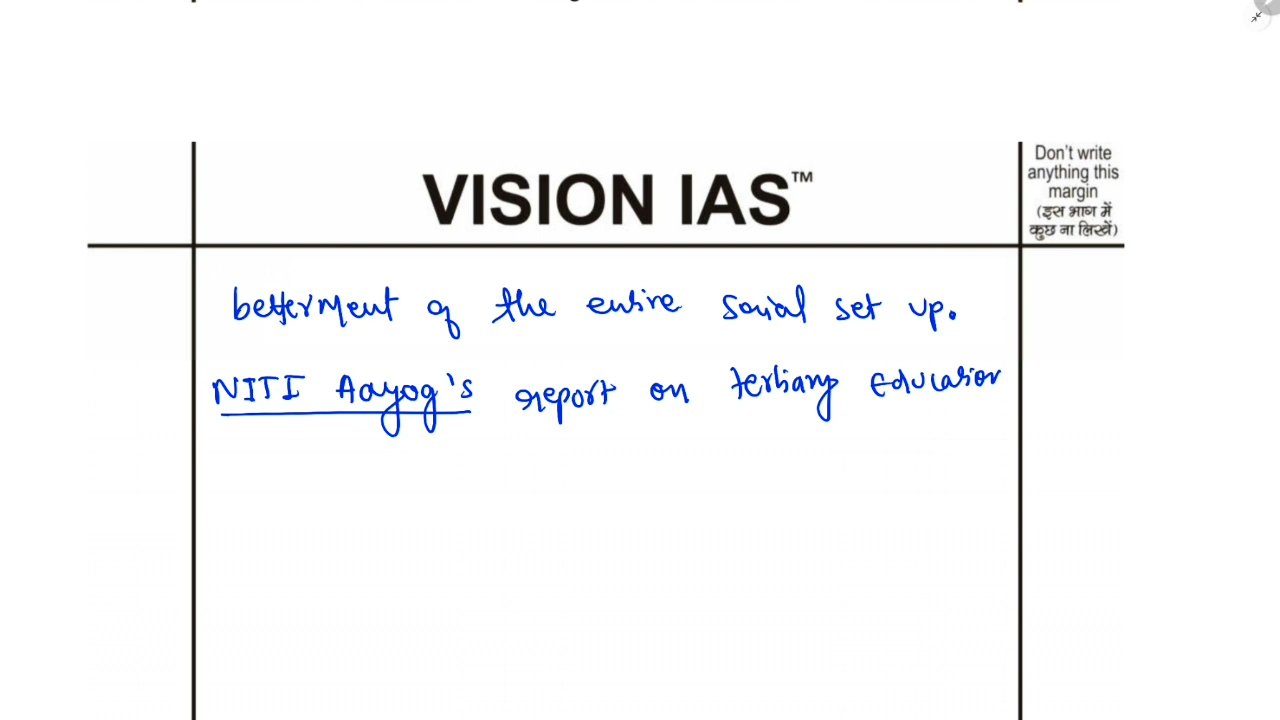 VISION IAS™
Don't write
anything this
margin
(इस भाग में
कुछ ना लिखें)
betterment of the entire social set up.
NITI Aayog's report on tertiary Education